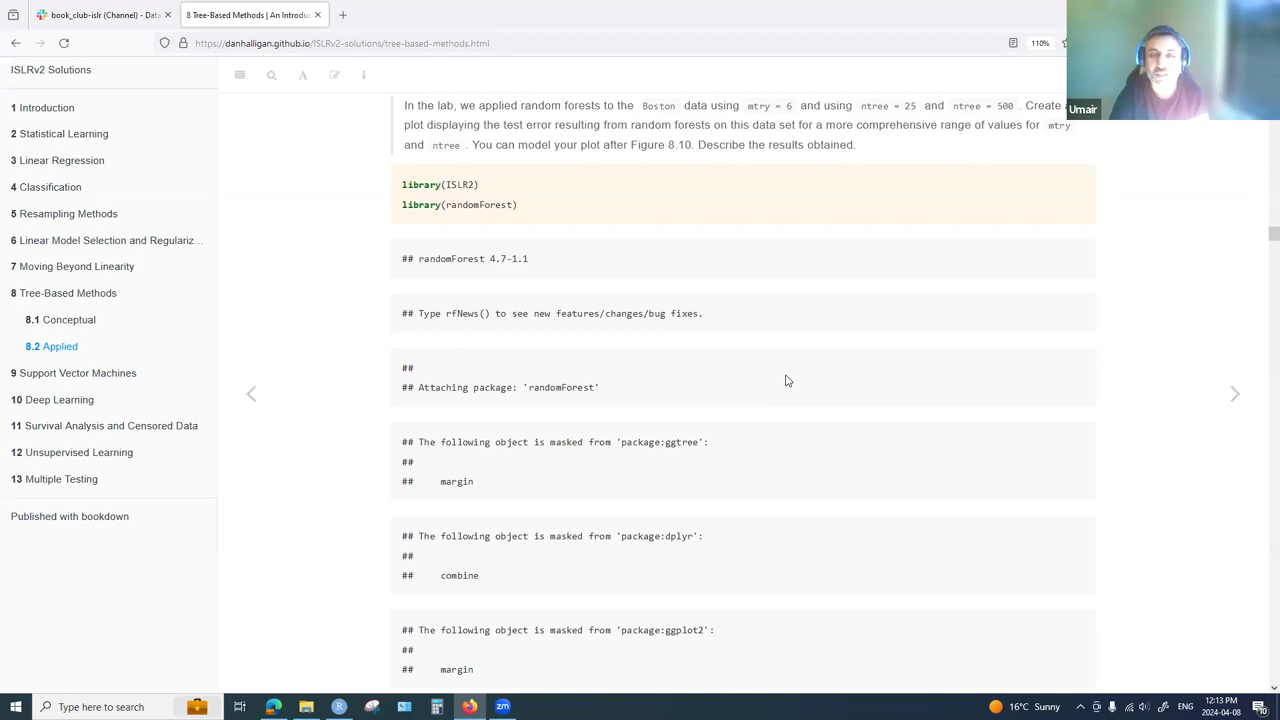 book_club-islr (Channel) - Data
8 Tree-Based Methods | An Introduc
https://danhalligan.github.io/ISLRv2-solutions/tree-based-methods.html
110%
Umair
ISLRv2 Solutions
1 Introduction
2 Statistical Learning
3 Linear Regression
4 Classification
5 Resampling Methods
6 Linear Model Selection and Regulariz...
7 Moving Beyond Linearity
8 Tree-Based Methods
8.1 Conceptual
8.2 Applied
9 Support Vector Machines
10 Deep Learning
11 Survival Analysis and Censored Data
12 Unsupervised Learning
13 Multiple Testing
Published with bookdown
In the lab, we applied random forests to the Boston data using mtry = 6 and using ntree = 25 and ntree = 500 . Create
plot displaying the test error resulting from random forests on this data set for a more comprehensive range of values for mtry
and ntree . You can model your plot after Figure 8.10. Describe the results obtained.
library(ISLR2)
library(randomForest)
## randomForest 4.7-1.1
## Type rfNews() to see new features/changes/bug fixes.
##
## Attaching package: 'randomForest'
## The following object is masked from 'package:ggtree':
##
## margin
## The following object is masked from 'package:dplyr':
##
## combine
## The following object is masked from 'package:ggplot2':
##
## margin
Type here to search
16°C Sunny
ENG
12:13 PM
2024-04-08
10